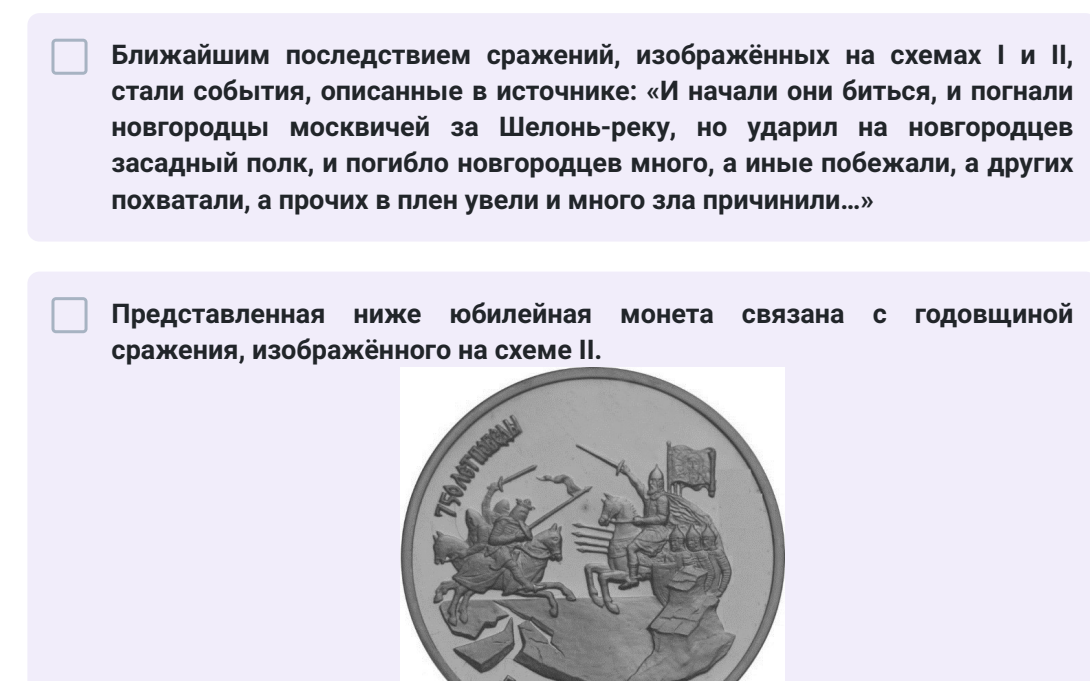 Ближайшим последствием сражений, изображённых на схемах I и II,
стали события, описанные в источнике: «И начали они биться, и погнали
новгородцы москвичей за Шелонь-реку, но ударил на новгородцев
засадный полк, и погибло новгородцев много, а иные побежали, а других
похватали, а прочих в плен увели и много зла причинили...»
Представленная ниже юбилейная монета связана с годовщиной
сражения, изображённого на схеме II.
750 ЛЕТ ПОБЕДЫ